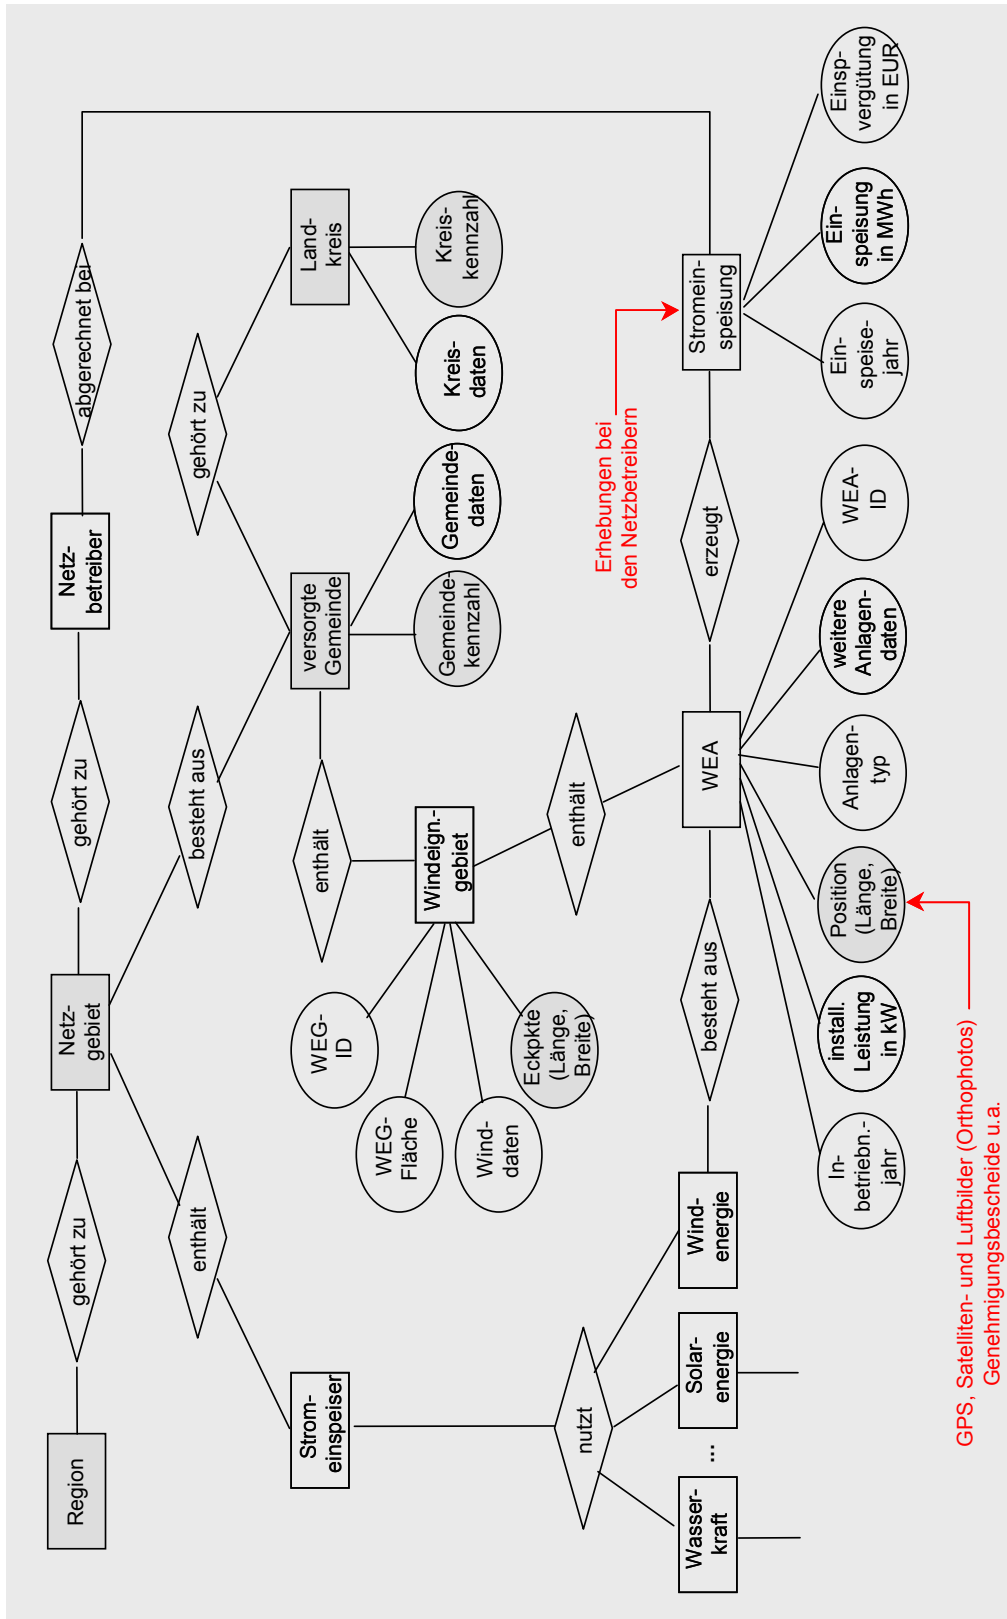 Region
gehört zu
Netz-
gebiet
gehört zu
Netz-
betreiber
abgerechnet bei
enthält
besteht aus
gehört zu
Strom-
einspeiser
versorgte
Gemeinde
Land-
kreis
Gemeinde-
kennzahl
Gemeinde-
daten
Kreis-
daten
Kreis-
kennzahl
enthält
WEG-
ID
WEG-
Fläche
Wind-
daten
Eckpkte
(Länge,
Breite)
Windeign.-
gebiet
enthält
nutzt
Wasser-
kraft
...
Solar-
energie
Wind-
energie
besteht aus
WEA
erzeugt
Stromein-
speisung
Erhebungen bei
den Netzbetreibern
In-
betriebn.-
jahr
install.
Leistung
in kW
Position
(Länge,
Breite)
Anlagen-
typ
weitere
Anlagen-
daten
WEA-
ID
Ein-
speise-
jahr
Ein-
speisung
in MWh
Einsp-
vergütung
in EUR
GPS, Satelliten- und Luftbilder (Orthophotos)
Genehmigungsbescheide u.a.